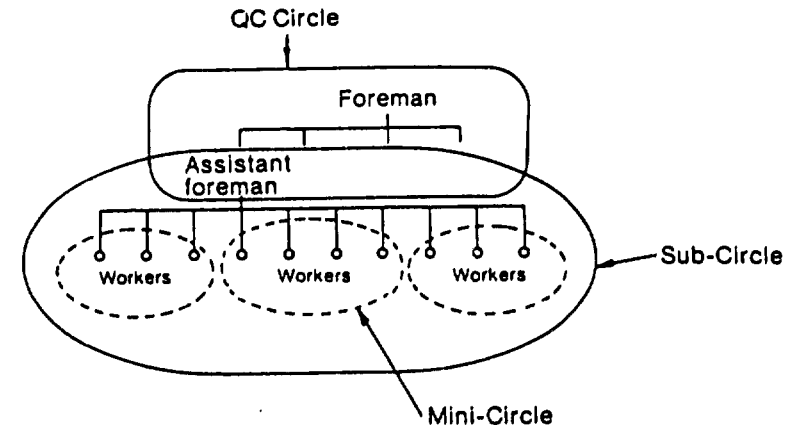 QC Circle
Foreman
Assistant
foreman
Workers
Workers
Workers
Sub-Circle
Mini-Circle